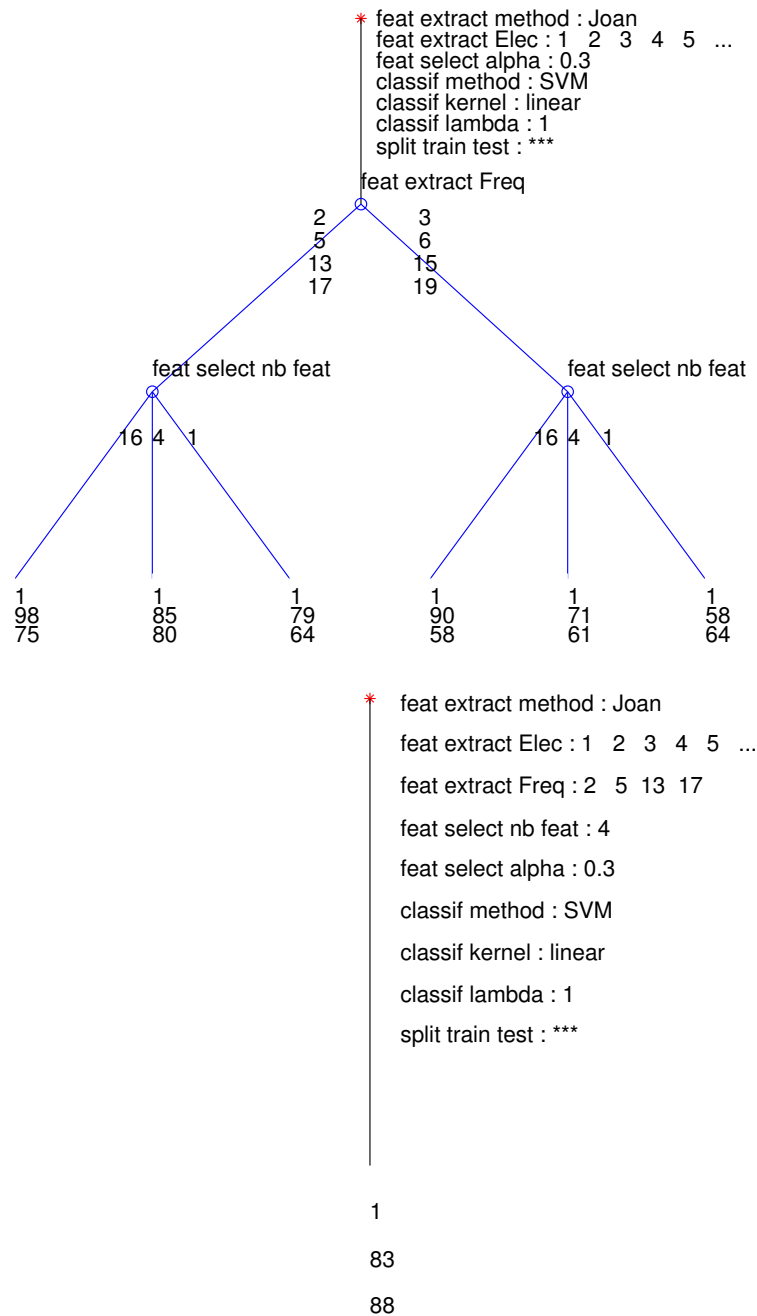 feat extract method : Joan
feat extract Elec : 1 2 3 4 5 ...
feat select alpha : 0.3
classif method : SVM
classif kernel : linear
classif lambda : 1
split train test : ***
feat extract Freq
2 3
5 6
13 15
17 19
feat select nb feat feat select nb feat
16 4 1 16 4 1
1 1 1 1 1 1
98 85 79 90 71 58
75 80 64 58 61 64
feat extract method : Joan
feat extract Elec : 1 2 3 4 5 ...
feat extract Freq : 2 5 13 17
feat select nb feat : 4
feat select alpha : 0.3
classif method : SVM
classif kernel : linear
classif lambda : 1
split train test : ***
1
83
88